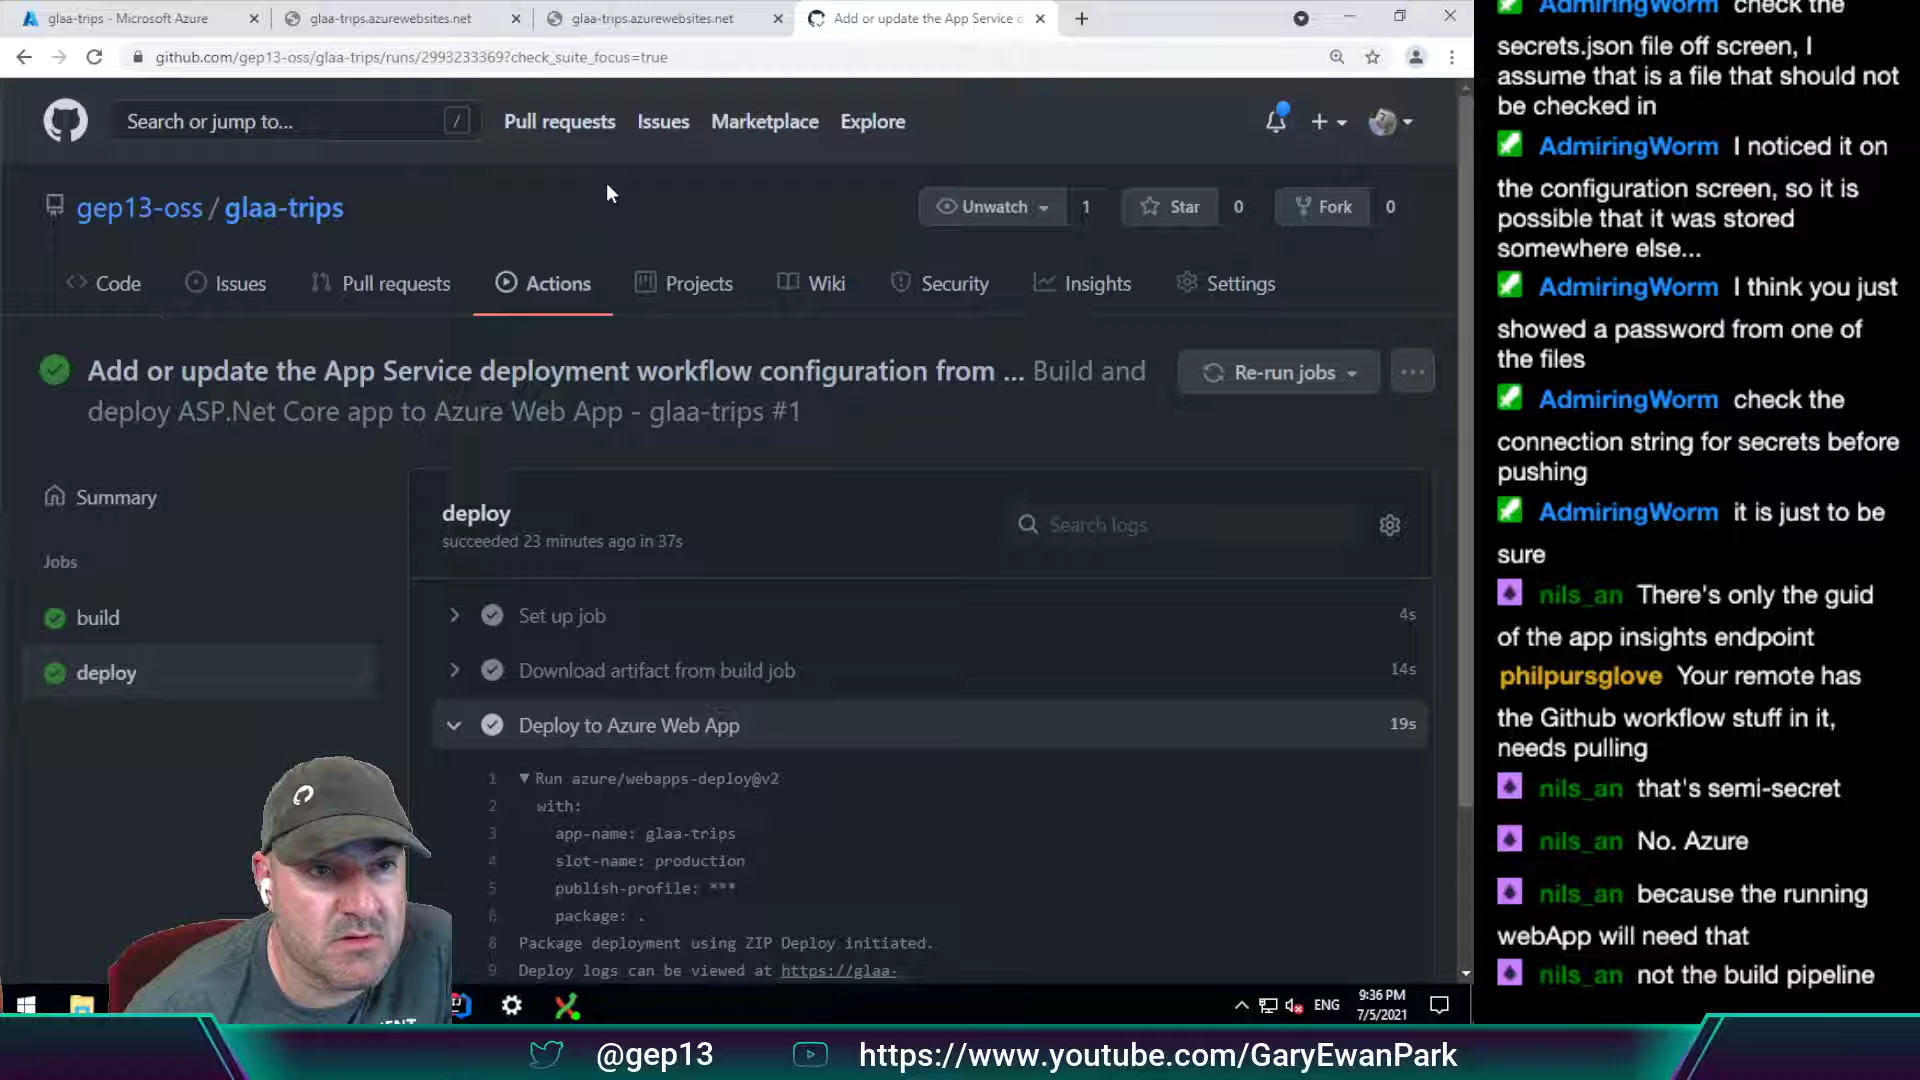 glaa-trips - Microsoft Azure
glaa-trips.azurewebsites.net
glaa-trips.azurewebsites.net
Add or update the App Service d
github.com/gep13-oss/glaa-trips/runs/2993233369?check_suite_focus=true
Search or jump to...
/
Pull requests
Issues
Marketplace
Explore
gep13-oss / glaa-trips
Unwatch
1
Star
0
Fork
0
Code
Issues
Pull requests
Actions
Projects
Wiki
Security
Insights
Settings
Add or update the App Service deployment workflow configuration from ... Build and
deploy ASP.Net Core app to Azure Web App - glaa-trips #1
Re-run jobs
Summary
Jobs
build
deploy
deploy
succeeded 23 minutes ago in 37s
Search logs
Set up job
4s
Download artifact from build job
14s
Deploy to Azure Web App
19s
1 Run azure/webapps-deploy@v2
2 with:
3 app-name: glaa-trips
4 slot-name: production
5 publish-profile: ***
6 package: .
8 Package deployment using ZIP Deploy initiated.
9 Deploy logs can be viewed at https://glaa-
ENG
9:36 PM
7/5/2021
@gep13
https://www.youtube.com/GaryEwanPark
AdmiringWorm check the
secrets.json file off screen, I
assume that is a file that should not
be checked in
AdmiringWorm I noticed it on
the configuration screen, so it is
possible that it was stored
somewhere else...
AdmiringWorm I think you just
showed a password from one of
the files
AdmiringWorm check the
connection string for secrets before
pushing
AdmiringWorm it is just to be
sure
nils_an There's only the guid
of the app insights endpoint
philpursglove Your remote has
the Github workflow stuff in it,
needs pulling
nils_an that's semi-secret
nils_an No. Azure
nils_an because the running
webApp will need that
nils_an not the build pipeline